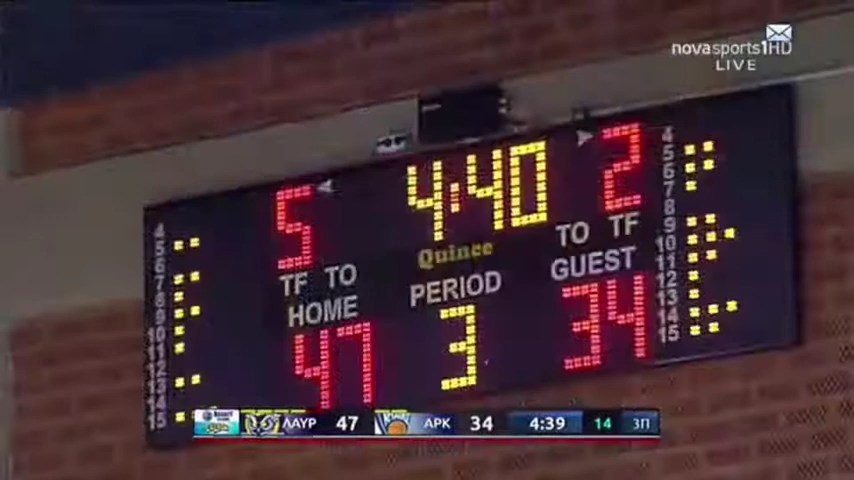 novasports1HD
LIVE
5 4:40 2
4
5
6
7
8
9
10
11
12
13
14
15
TF TO
HOME
Quince
PERIOD
TO TF
GUEST
4
5
6
7
8
9
10
11
12
13
14
15
47 3 34
ΛΑΥΡ 47 ΑΡΚ 34 4:39 14 3Π